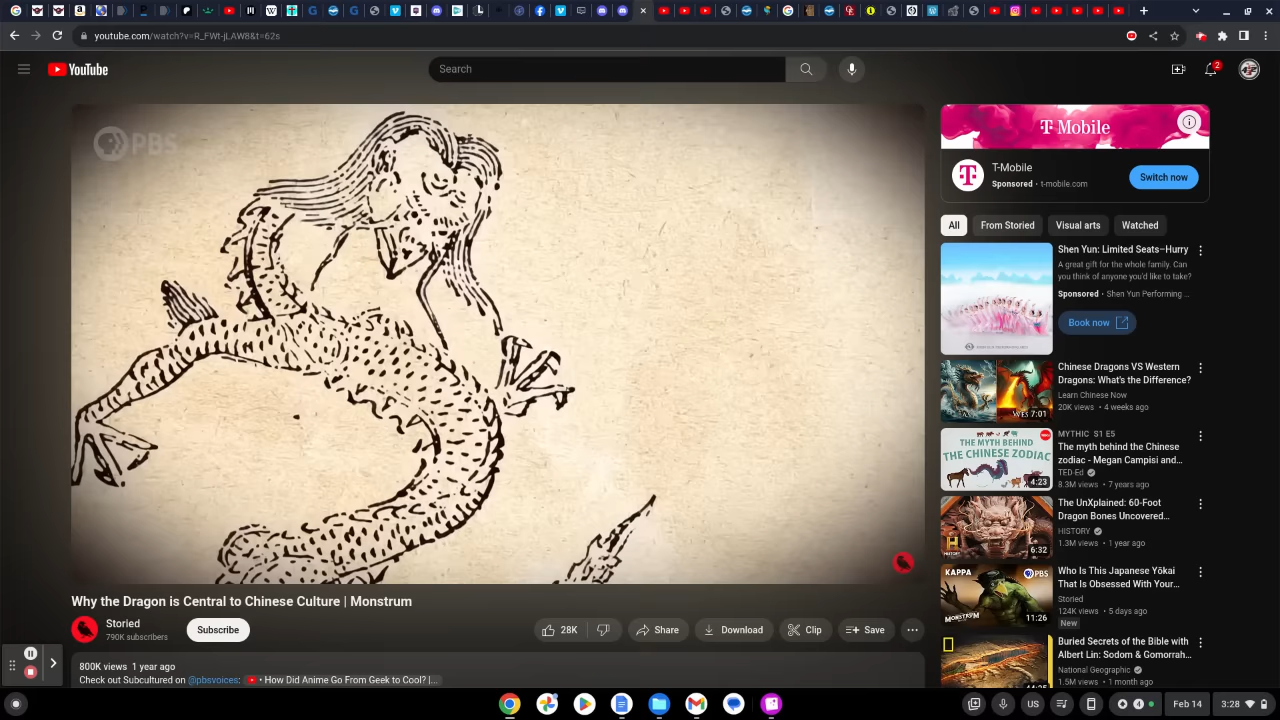 youtube.com/watch?v=R_FWt-jLAW8&t=62s
YouTube
Search
2
PBS
T Mobile
T-Mobile
Sponsored • t-mobile.com
Switch now
All
From Storied
Visual arts
Watched
Shen Yun: Limited Seats–Hurry
A great gift for the whole family. Can
you think of anyone you'd like to take?
Sponsored • Shen Yun Performing ...
Book now
Chinese Dragons VS Western
Dragons: What's the Difference?
Learn Chinese Now
20K views • 4 weeks ago
7:01
THE MYTH BEHIND
THE CHINESE ZODIAC
4:23
MYTHIC S1 E5
The myth behind the Chinese
zodiac - Megan Campisi and...
TED-Ed
8.3M views • 7 years ago
H
HISTORY
6:32
The UnXplained: 60-Foot
Dragon Bones Uncovered...
HISTORY
1.3M views • 1 year ago
KAPPA
PBS
MONSTRUM
11:26
Who Is This Japanese Yōkai
That Is Obsessed With Your...
Storied
124K views • 5 days ago
New
Buried Secrets of the Bible with
Albert Lin: Sodom & Gomorrah...
National Geographic
1.5M views • 1 month ago
Why the Dragon is Central to Chinese Culture | Monstrum
Storied
790K subscribers
Subscribe
28K
Share
Download
Clip
Save
800K views 1 year ago
Check out Subcultured on @pbsvoices: • How Did Anime Go From Geek to Cool? |...
US
4
Feb 14
3:28